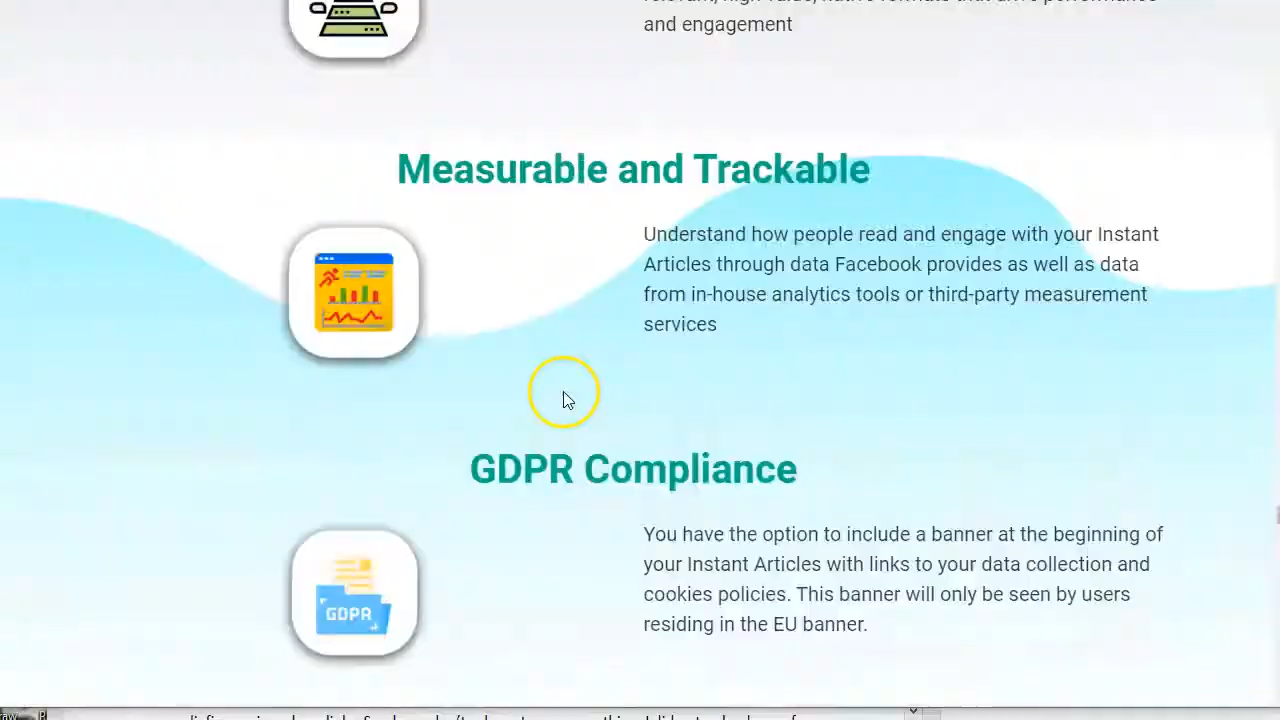 and engagement
Measurable and Trackable
Understand how people read and engage with your Instant
Articles through data Facebook provides as well as data
from in-house analytics tools or third-party measurement
services
GDPR Compliance
You have the option to include a banner at the beginning of
your Instant Articles with links to your data collection and
GDPR
cookies policies. This banner will only be seen by users
residing in the EU banner.